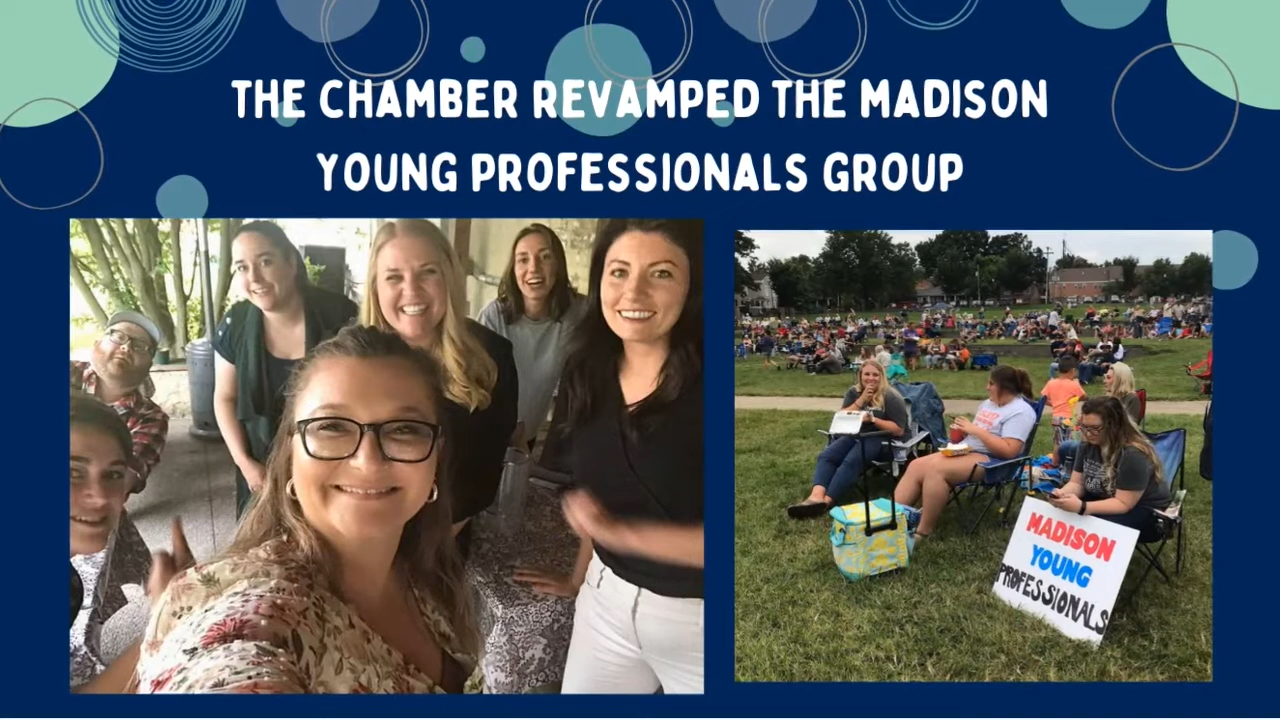 THE CHAMBER REVAMPED THE MADISON
YOUNG PROFESSIONALS GROUP
MADISON
YOUNG
PROFESSIONALS